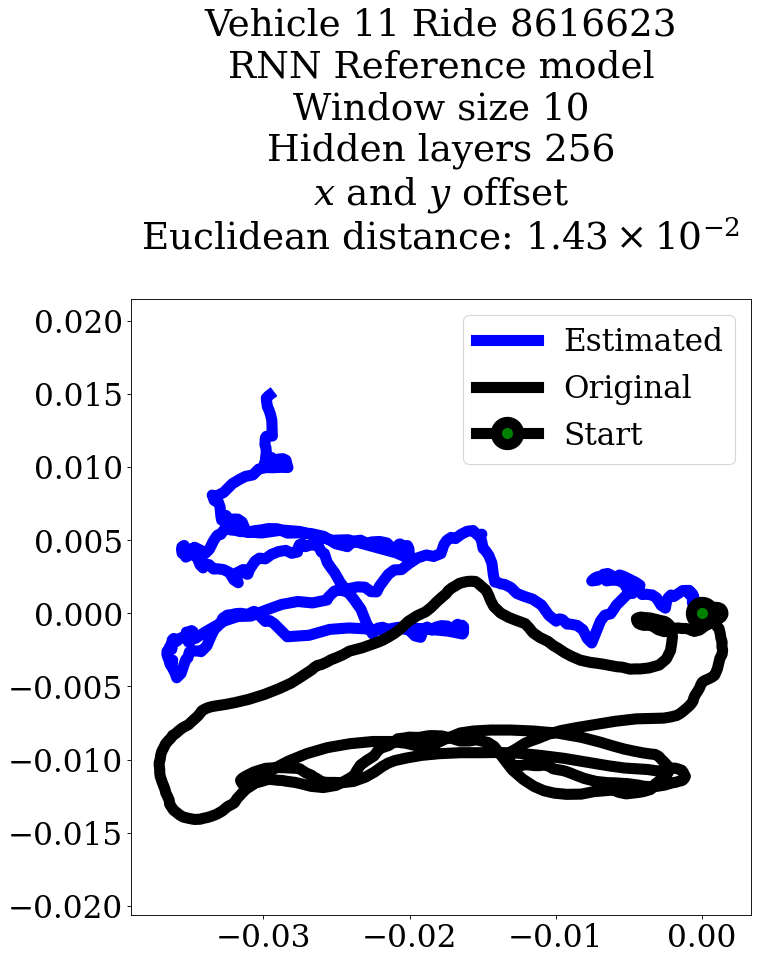 Vehicle 11 Ride 8616623
RNN Reference model
Window size 10
Hidden layers 256
x and y offset
Euclidean distance: 1.43 × 10⁻²
Estimated
Original
Start
0.020
0.015
0.010
0.005
0.000
−0.005
−0.010
−0.015
−0.020
−0.03 −0.02 −0.01 0.00